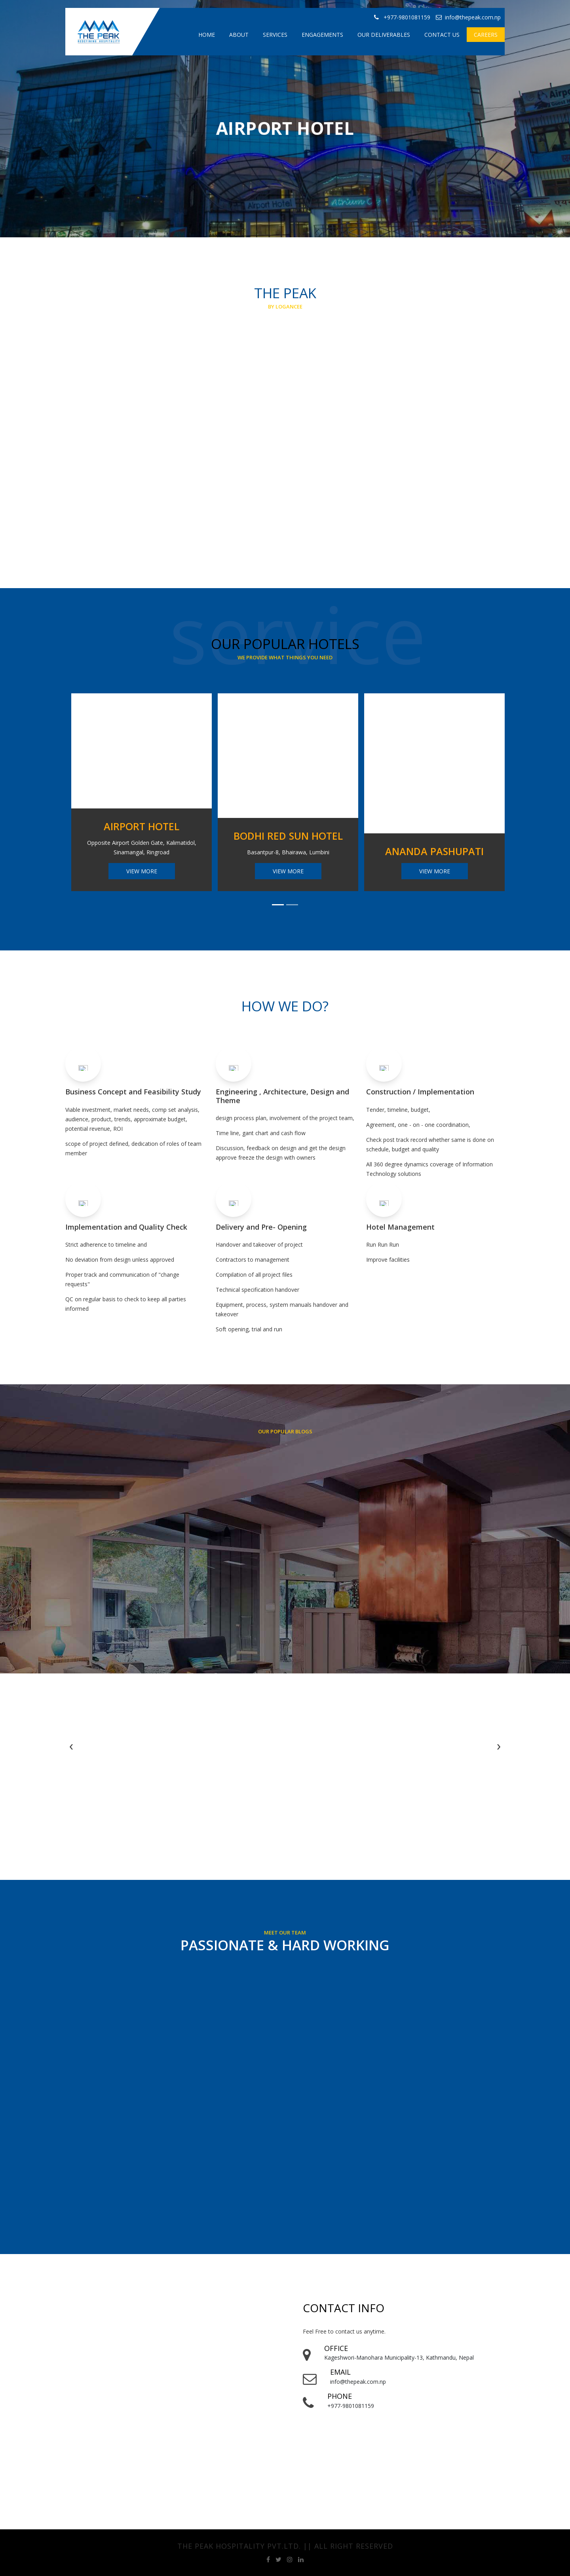 THE PEAK
REDEFINING HOSPITALITY
+977-9801081159 info@thepeak.com.np
HOME ABOUT SERVICES ENGAGEMENTS OUR DELIVERABLES CONTACT US CAREERS
AIRPORT HOTEL
Airport Hotel
Atrium Cafe
THE PEAK
BY LOSANCSE
service
OUR POPULAR HOTELS
WE PROVIDE WHAT THINGS YOU NEED
AIRPORT HOTEL
Opposite Airport Golden Gate, Kalimatidol,
Sinamangal, Ringroad
VIEW MORE
BODHI RED SUN HOTEL
Basantpur-8, Bhairawa, Lumbini
VIEW MORE
ANANDA PASHUPATI
VIEW MORE
HOW WE DO?
Business Concept and Feasibility Study
Viable investment, market needs, comp set analysis,
audience, product, trends, approximate budget,
potential revenue, ROI
scope of project defined, dedication of roles of team
member
Engineering , Architecture, Design and
Theme
design process plan, involvement of the project team,
Time line, gant chart and cash flow
Discussion, feedback on design and get the design
approve freeze the design with owners
Construction / Implementation
Tender, timeline, budget,
Agreement, one - on - one coordination,
Check post track record whether same is done on
schedule, budget and quality
All 360 degree dynamics coverage of Information
Technology solutions
Implementation and Quality Check
Strict adherence to timeline and
No deviation from design unless approved
Proper track and communication of "change
requests"
QC on regular basis to check to keep all parties
informed
Delivery and Pre- Opening
Handover and takeover of project
Contractors to management
Compilation of all project files
Technical specification handover
Equipment, process, system manuals handover and
takeover
Soft opening, trial and run
Hotel Management
Run Run Run
Improve facilities
OUR POPULAR BLOGS
MEET OUR TEAM
PASSIONATE & HARD WORKING
CONTACT INFO
Feel Free to contact us anytime.
OFFICE
Kageshwori-Manohara Municipality-13, Kathmandu, Nepal
EMAIL
info@thepeak.com.np
PHONE
+977-9801081159
THE PEAK HOSPITALITY PVT LTD. || ALL RIGHT RESERVED